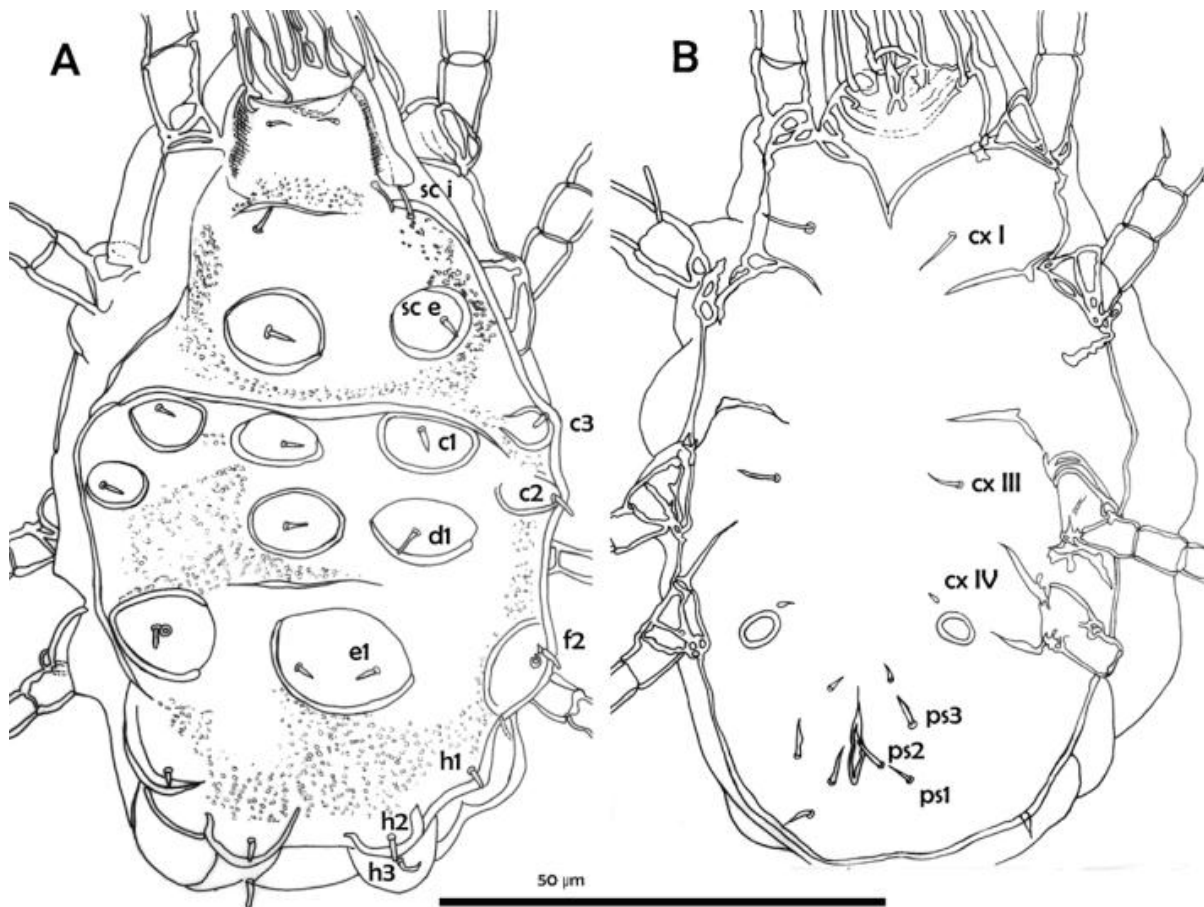 A
sc i
sc e
c3
c1
c2
d1
f2
e1
h1
h2
h3
B
cx I
cx III
cx IV
ps3
ps2
ps1
50 µm